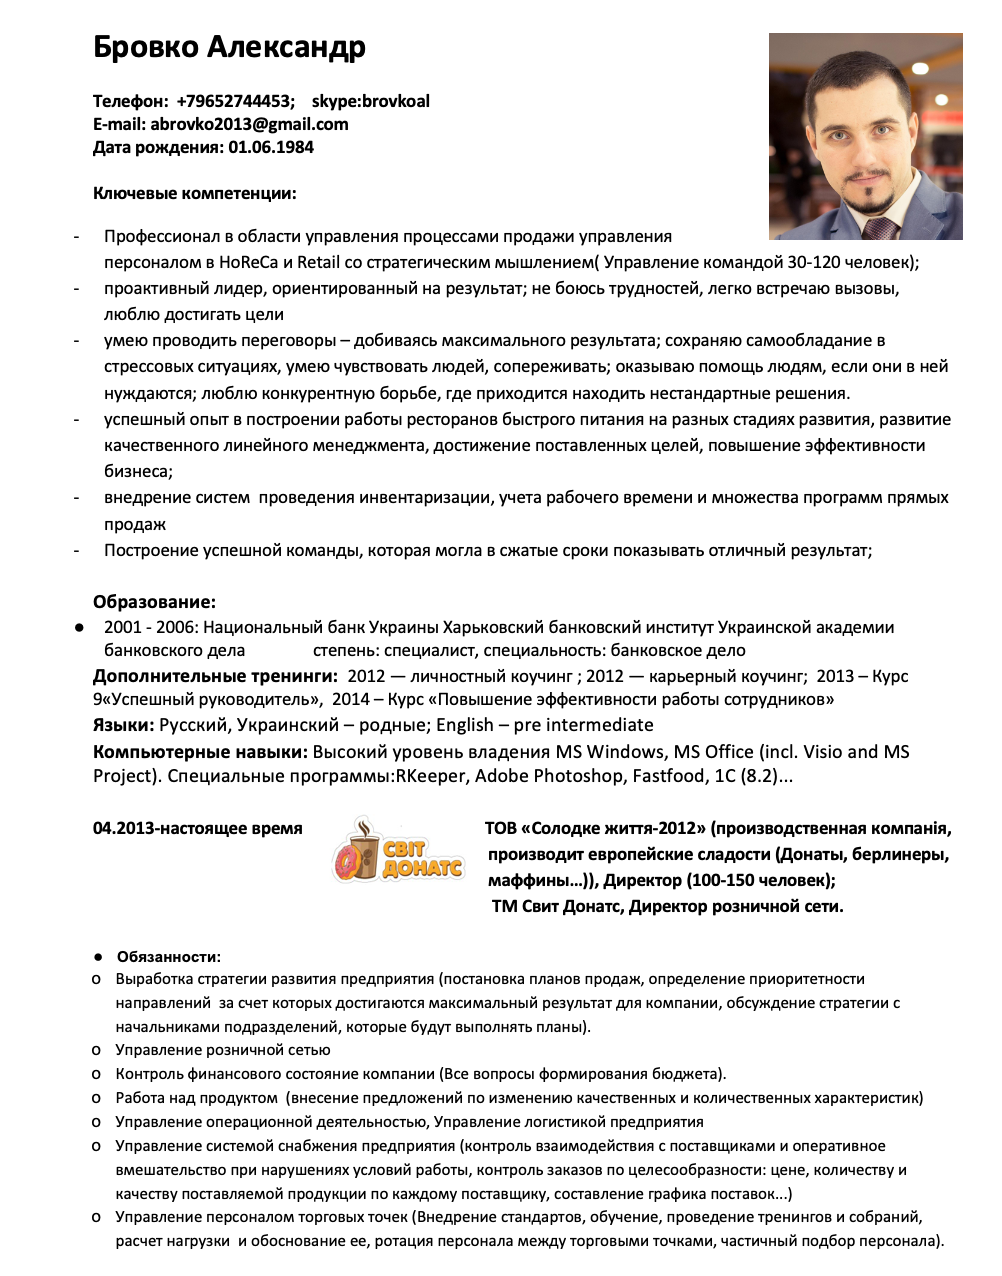 Бровко Александр
Телефон:  +79652744453;    skype:brovkoal
E-mail: abrovko2013@gmail.com
Дата рождения: 01.06.1984
Ключевые компетенции:
-	Профессионал в области управления процессами продажи управления
персоналом в HoReCa и Retail со стратегическим мышлением( Управление командой 30-120 человек);
-	проактивный лидер, ориентированный на результат; не боюсь трудностей, легко встречаю вызовы,
люблю достигать цели
-	умею проводить переговоры – добиваясь максимального результата; сохраняю самообладание в
стрессовых ситуациях, умею чувствовать людей, сопереживать; оказываю помощь людям, если они в ней
нуждаются; люблю конкурентную борьбе, где приходится находить нестандартные решения.
-	успешный опыт в построении работы ресторанов быстрого питания на разных стадиях развития, развитие
качественного линейного менеджмента, достижение поставленных целей, повышение эффективности
бизнеса;
-	внедрение систем  проведения инвентаризации, учета рабочего времени и множества программ прямых
продаж
-	Построение успешной команды, которая могла в сжатые сроки показывать отличный результат;
Образование:
●	2001 - 2006: Национальный банк Украины Харьковский банковский институт Украинской академии
банковского дела	степень: специалист, специальность: банковское дело
Дополнительные тренинги:  2012 — личностный коучинг ; 2012 — карьерный коучинг;  2013 – Курс
9«Успешный руководитель»,  2014 – Курс «Повышение эффективности работы сотрудников»
Языки: Русский, Украинский – родные; English – pre intermediate
Компьютерные навыки: Высокий уровень владения MS Windows, MS Office (incl. Visio and MS
Project). Специальные программы:RKeeper, Adobe Photoshop, Fastfood, 1C (8.2)...
04.2013-настоящее время
СВІТ
ДОНАТС
ТОВ «Солодке життя-2012» (производственная компанія,
производит европейские сладости (Донаты, берлинеры,
маффины…)), Директор (100-150 человек);
ТМ Свит Донатс, Директор розничной сети.
●	Обязанности:
o	Выработка стратегии развития предприятия (постановка планов продаж, определение приоритетности
направлений  за счет которых достигаются максимальный результат для компании, обсуждение стратегии с
начальниками подразделений, которые будут выполнять планы).
o	Управление розничной сетью
o	Контроль финансового состояние компании (Все вопросы формирования бюджета).
o	Работа над продуктом  (внесение предложений по изменению качественных и количественных характеристик)
o	Управление операционной деятельностью, Управление логистикой предприятия
o	Управление системой снабжения предприятия (контроль взаимодействия с поставщиками и оперативное
вмешательство при нарушениях условий работы, контроль заказов по целесообразности: цене, количеству и
качеству поставляемой продукции по каждому поставщику, составление графика поставок...)
o	Управление персоналом торговых точек (Внедрение стандартов, обучение, проведение тренингов и собраний,
расчет нагрузки  и обоснование ее, ротация персонала между торговыми точками, частичный подбор персонала).